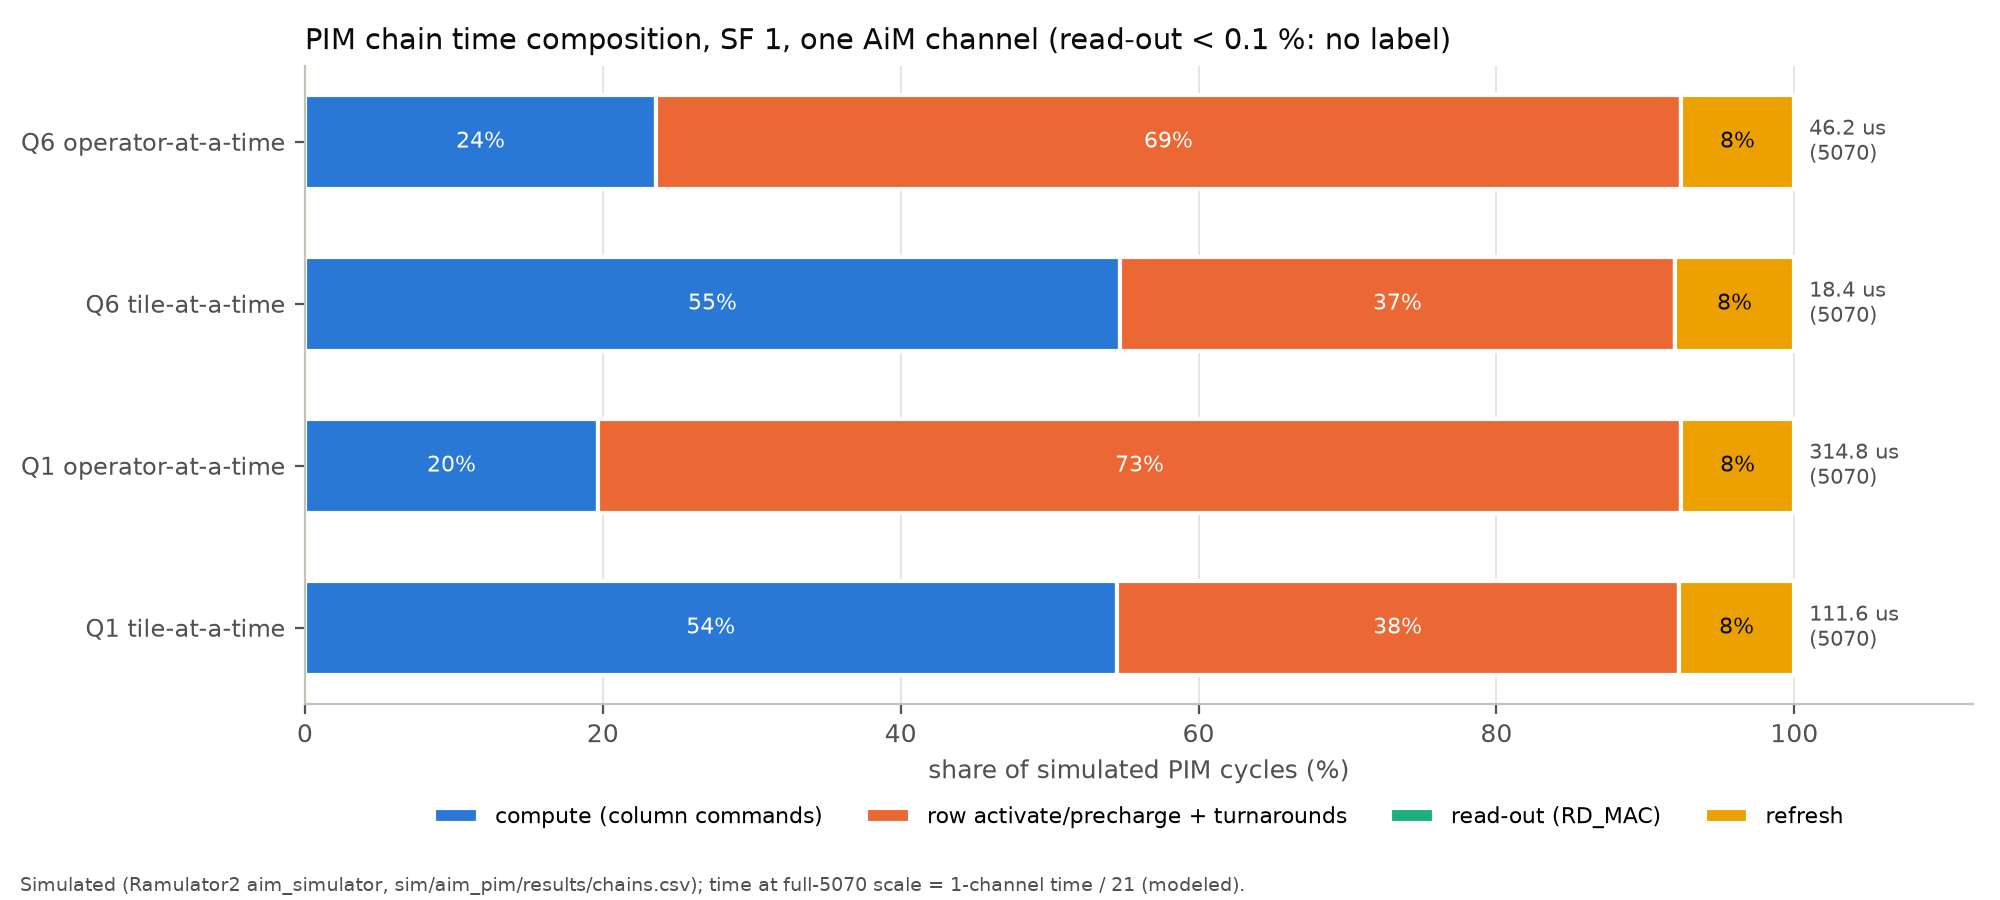 PIM chain time composition, SF 1, one AiM channel (read-out < 0.1 %: no label)
Q6 operator-at-a-time
24%
69%
8%
46.2 us
(5070)
Q6 tile-at-a-time
55%
37%
8%
18.4 us
(5070)
Q1 operator-at-a-time
20%
73%
8%
314.8 us
(5070)
Q1 tile-at-a-time
54%
38%
8%
111.6 us
(5070)
0 20 40 60 80 100
share of simulated PIM cycles (%)
compute (column commands) row activate/precharge + turnarounds read-out (RD_MAC) refresh
Simulated (Ramulator2 aim_simulator, sim/aim_pim/results/chains.csv); time at full-5070 scale = 1-channel time / 21 (modeled).